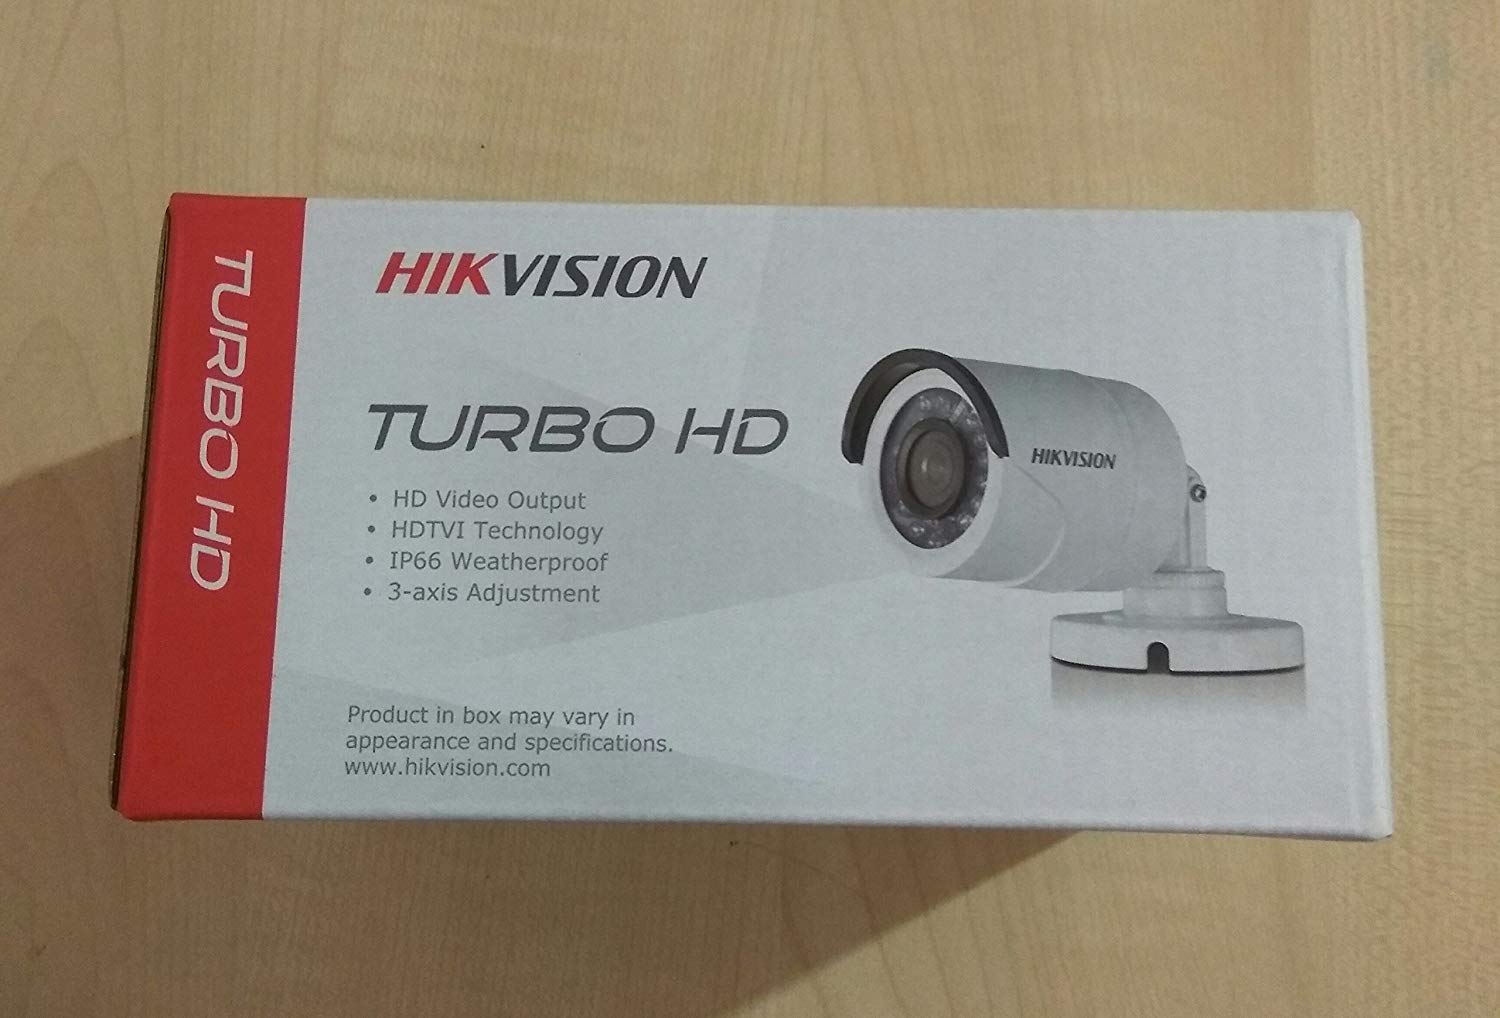 TURBO HD
HIKVISION
TURBO HD
• HD Video Output
• HDTVI Technology
• IP66 Weatherproof
• 3-axis Adjustment
HIKVISION
Product in box may vary in
appearance and specifications.
www.hikvision.com